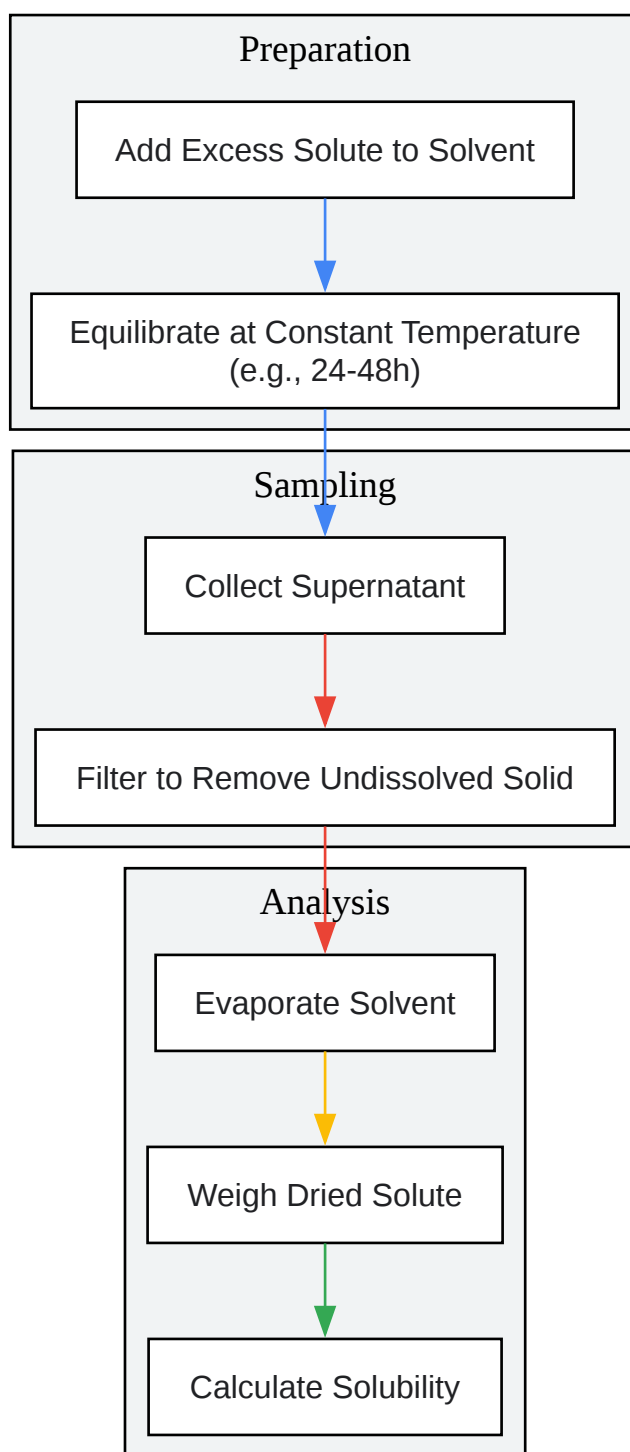 Preparation
Add Excess Solute to Solvent
Equilibrate at Constant Temperature
(e.g., 24-48h)
Sampling
Collect Supernatant
Filter to Remove Undissolved Solid
Analysis
Evaporate Solvent
Weigh Dried Solute
Calculate Solubility